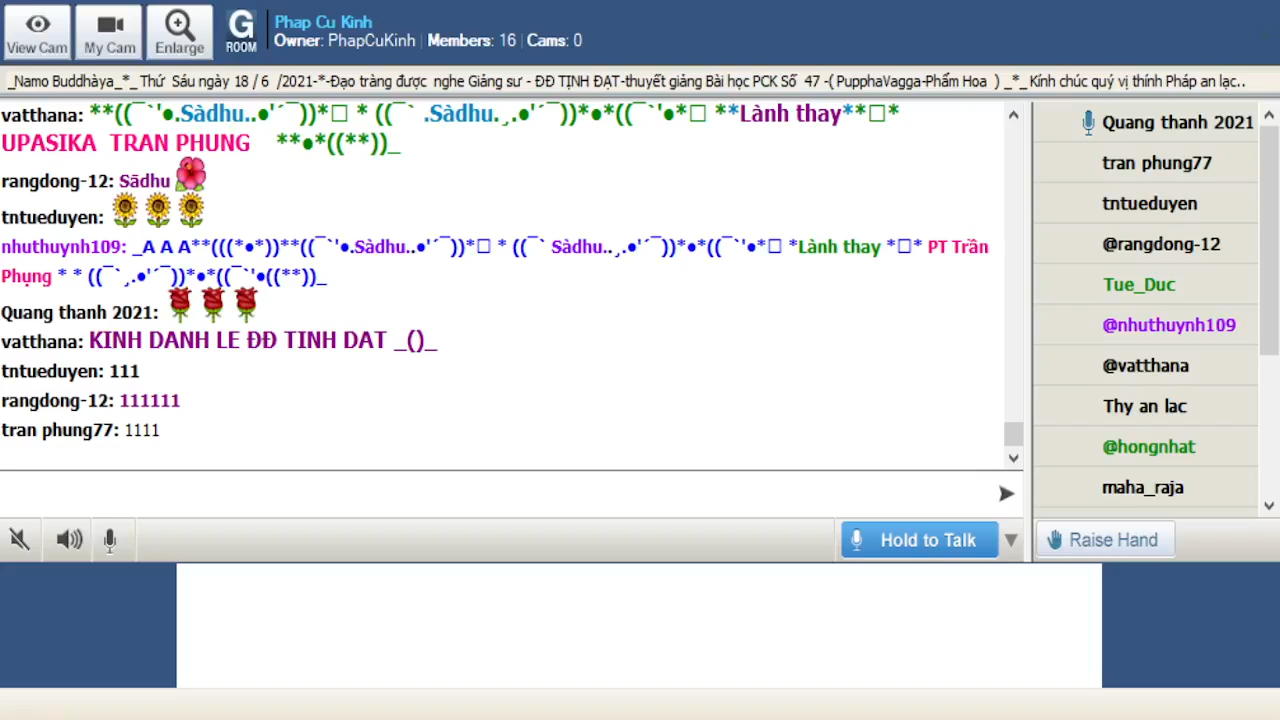 View Cam
My Cam
Enlarge
G
ROOM
Phap Cu Kinh
Owner: PhapCuKinh | Members: 16 | Cams: 0
_Namo Buddhàya_*_ Thứ Sáu ngày 18 / 6 /2021-*-Đạo tràng được nghe Giảng sư - ĐĐ TỊNH ĐẠT-thuyết giảng Bài học PCK Số 47 -( PupphaVagga-Phẩm Hoa ) _*_Kính chúc quý vị thính Pháp an lạc..
vatthana: **((¯`'●.Sàdhu..●'´¯))*□ * ((¯` .Sàdhu.¸.●'´¯))*●*((¯`'●*□ **Lành thay**□*
UPASIKA TRAN PHUNG **●*((**))_
rangdong-12: Sādhu
tntueduyen:
nhuthuynh109: _A A A**(((*●*))**((¯`'●.Sàdhu..●'´¯))*□ * ((¯` Sàdhu..¸.●'´¯))*●*((¯`'●*□ *Lành thay *□* PT Trần
Phụng * * ((¯`¸.●'´¯))*●*((¯`'●((**))_
Quang thanh 2021:
vatthana: KINH DANH LE ĐĐ TINH DAT _()_
tntueduyen: 111
rangdong-12: 111111
tran phung77: 1111
Quang thanh 2021
tran phung77
tntueduyen
@rangdong-12
Tue_Duc
@nhuthuynh109
@vatthana
Thy an lac
@hongnhat
maha_raja
Hold to Talk
Raise Hand